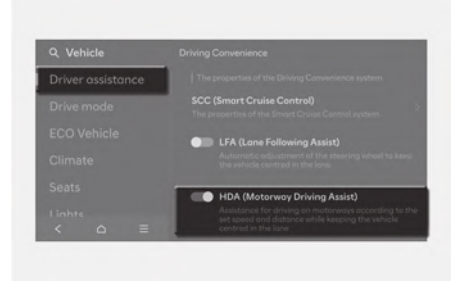 Vehicle
Driver assistance
Drive mode
ECO Vehicle
Climate
Seats
Lights
Driving Convenience
The properties of the Driving Convenience system.
SCC (Smart Cruise Control)
The properties of the Smart Cruise Control system.
LFA (Lane Following Assist)
Automatic adjustment of the steering wheel to keep
the vehicle centred in the lane.
HDA (Motorway Driving Assist)
Assistance for driving on motorways according to the
set speed and distance while keeping the vehicle
centred in the lane.